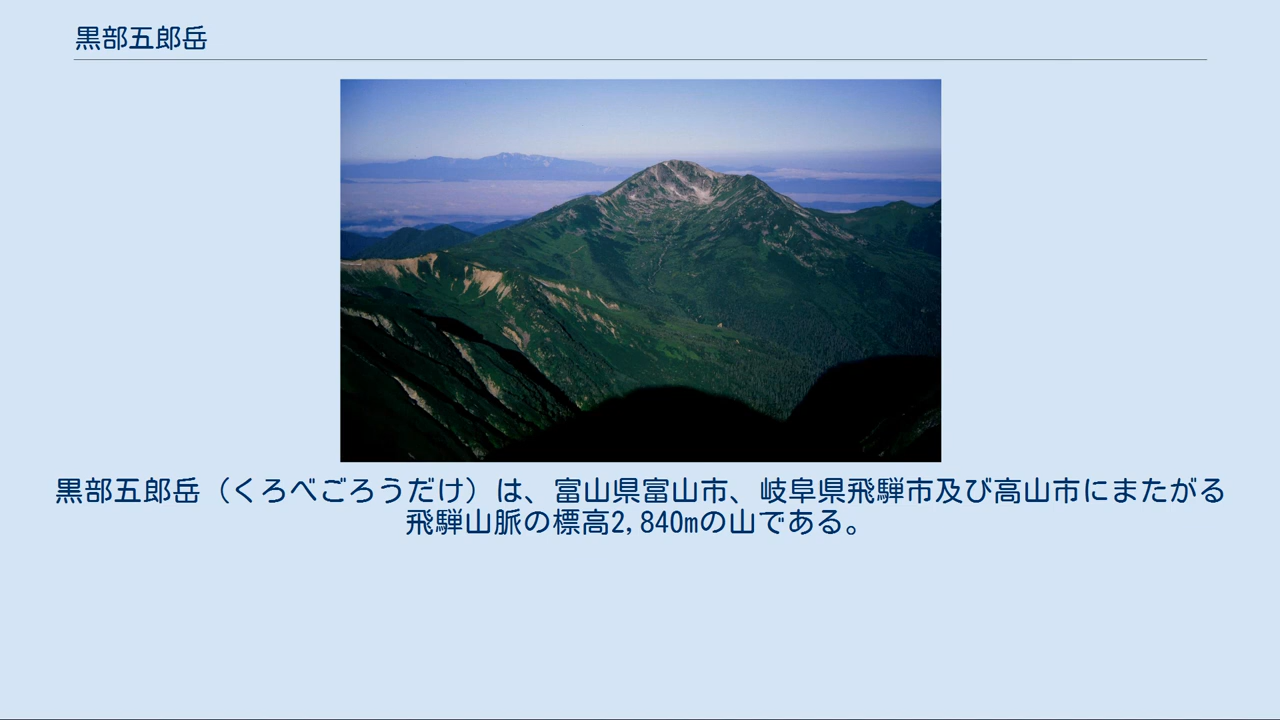 黒部五郎岳
黒部五郎岳（くろべごろうだけ）は、富山県富山市、岐阜県飛騨市及び高山市にまたがる
飛騨山脈の標高2,840mの山である。